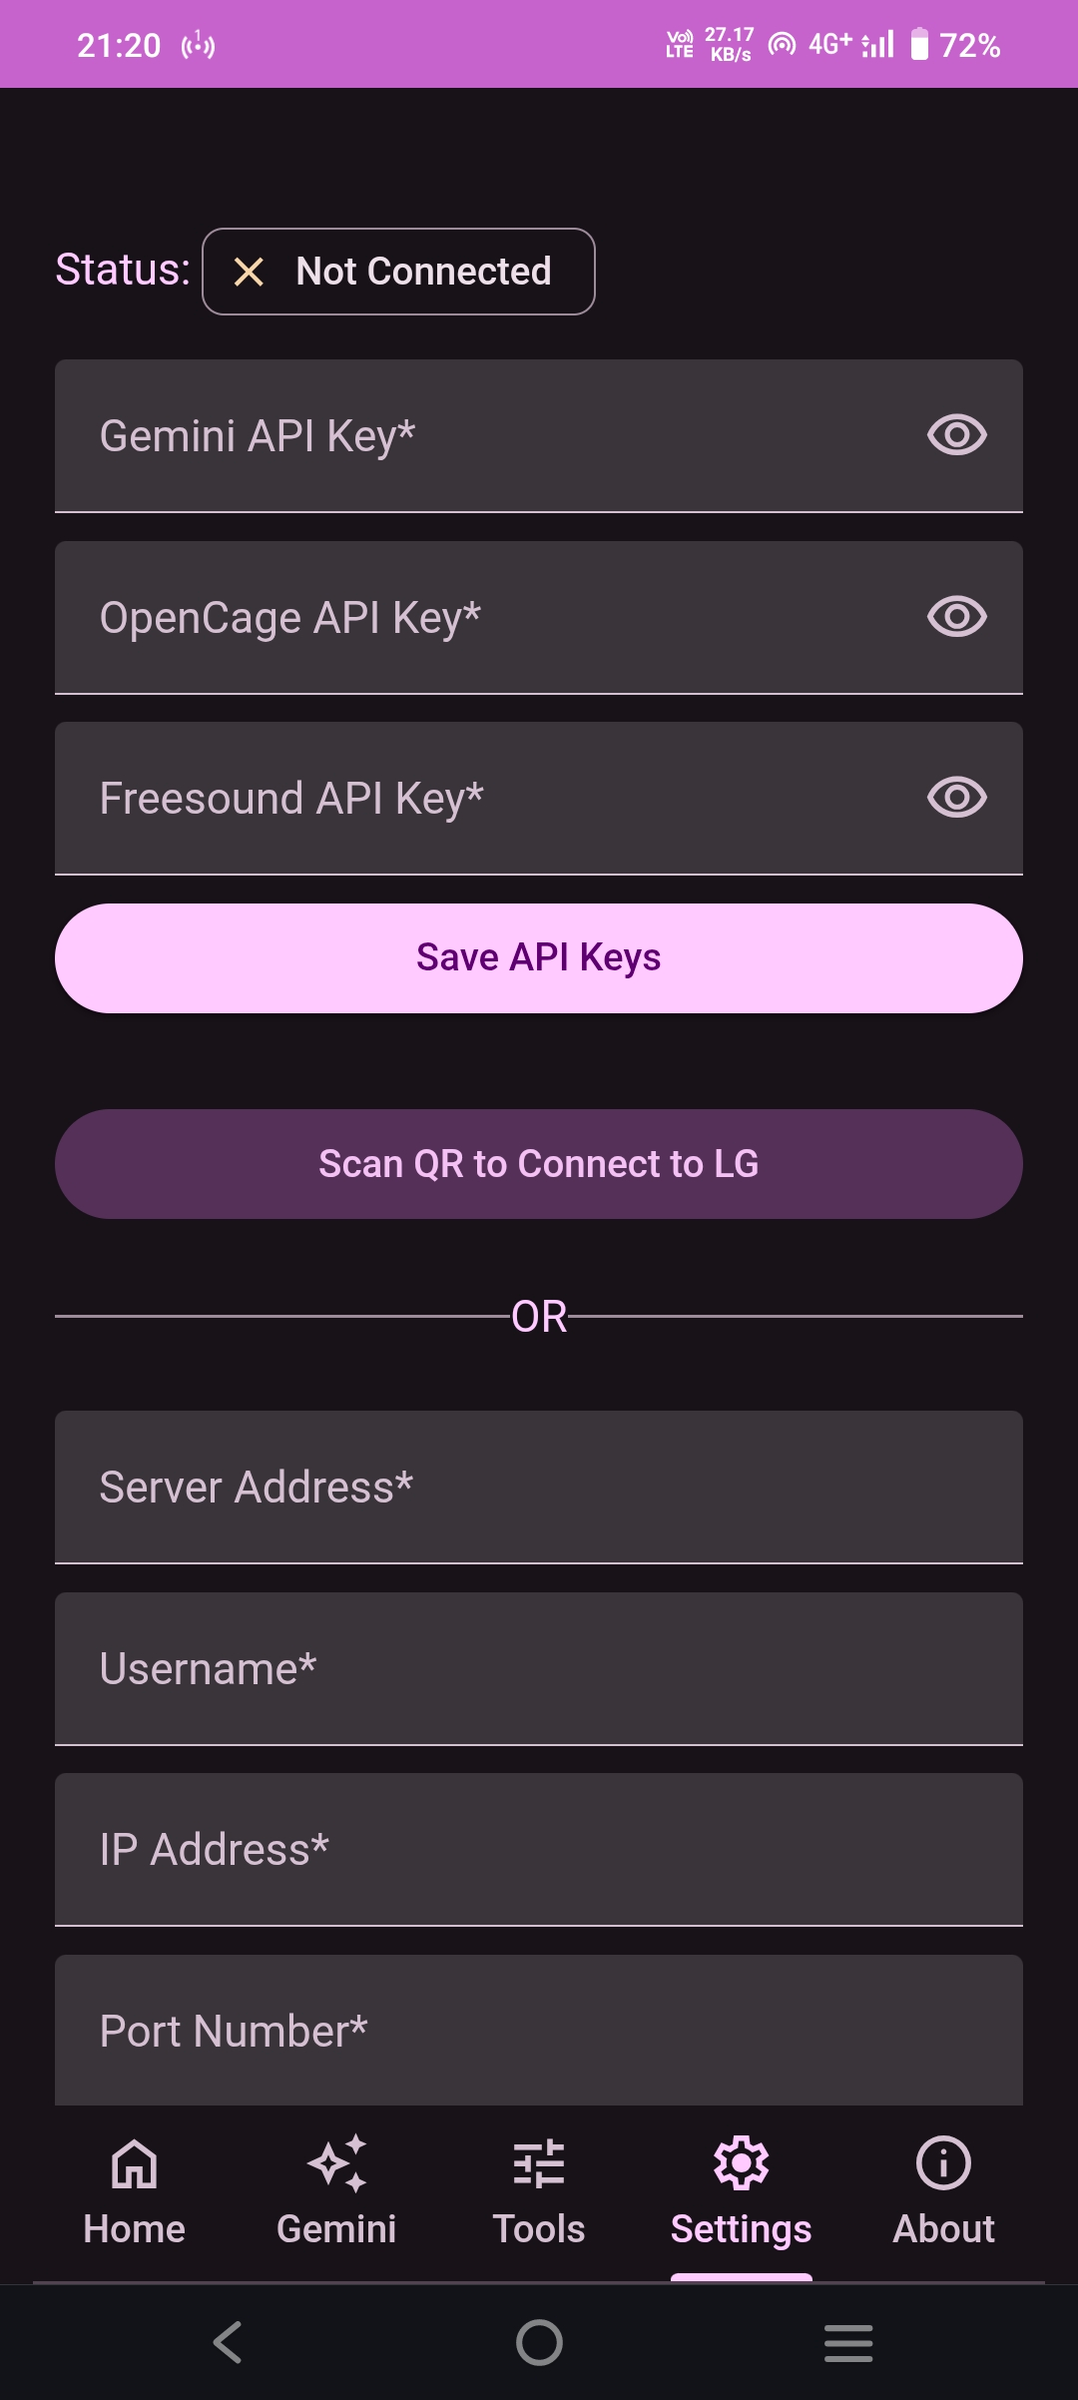 21:20 1 Vo) LTE 27.17 KB/s 4G+ 72%
Status: Not Connected
Gemini API Key*
OpenCage API Key*
Freesound API Key*
Save API Keys
Scan QR to Connect to LG
OR
Server Address*
Username*
IP Address*
Port Number*
Home Gemini Tools Settings About